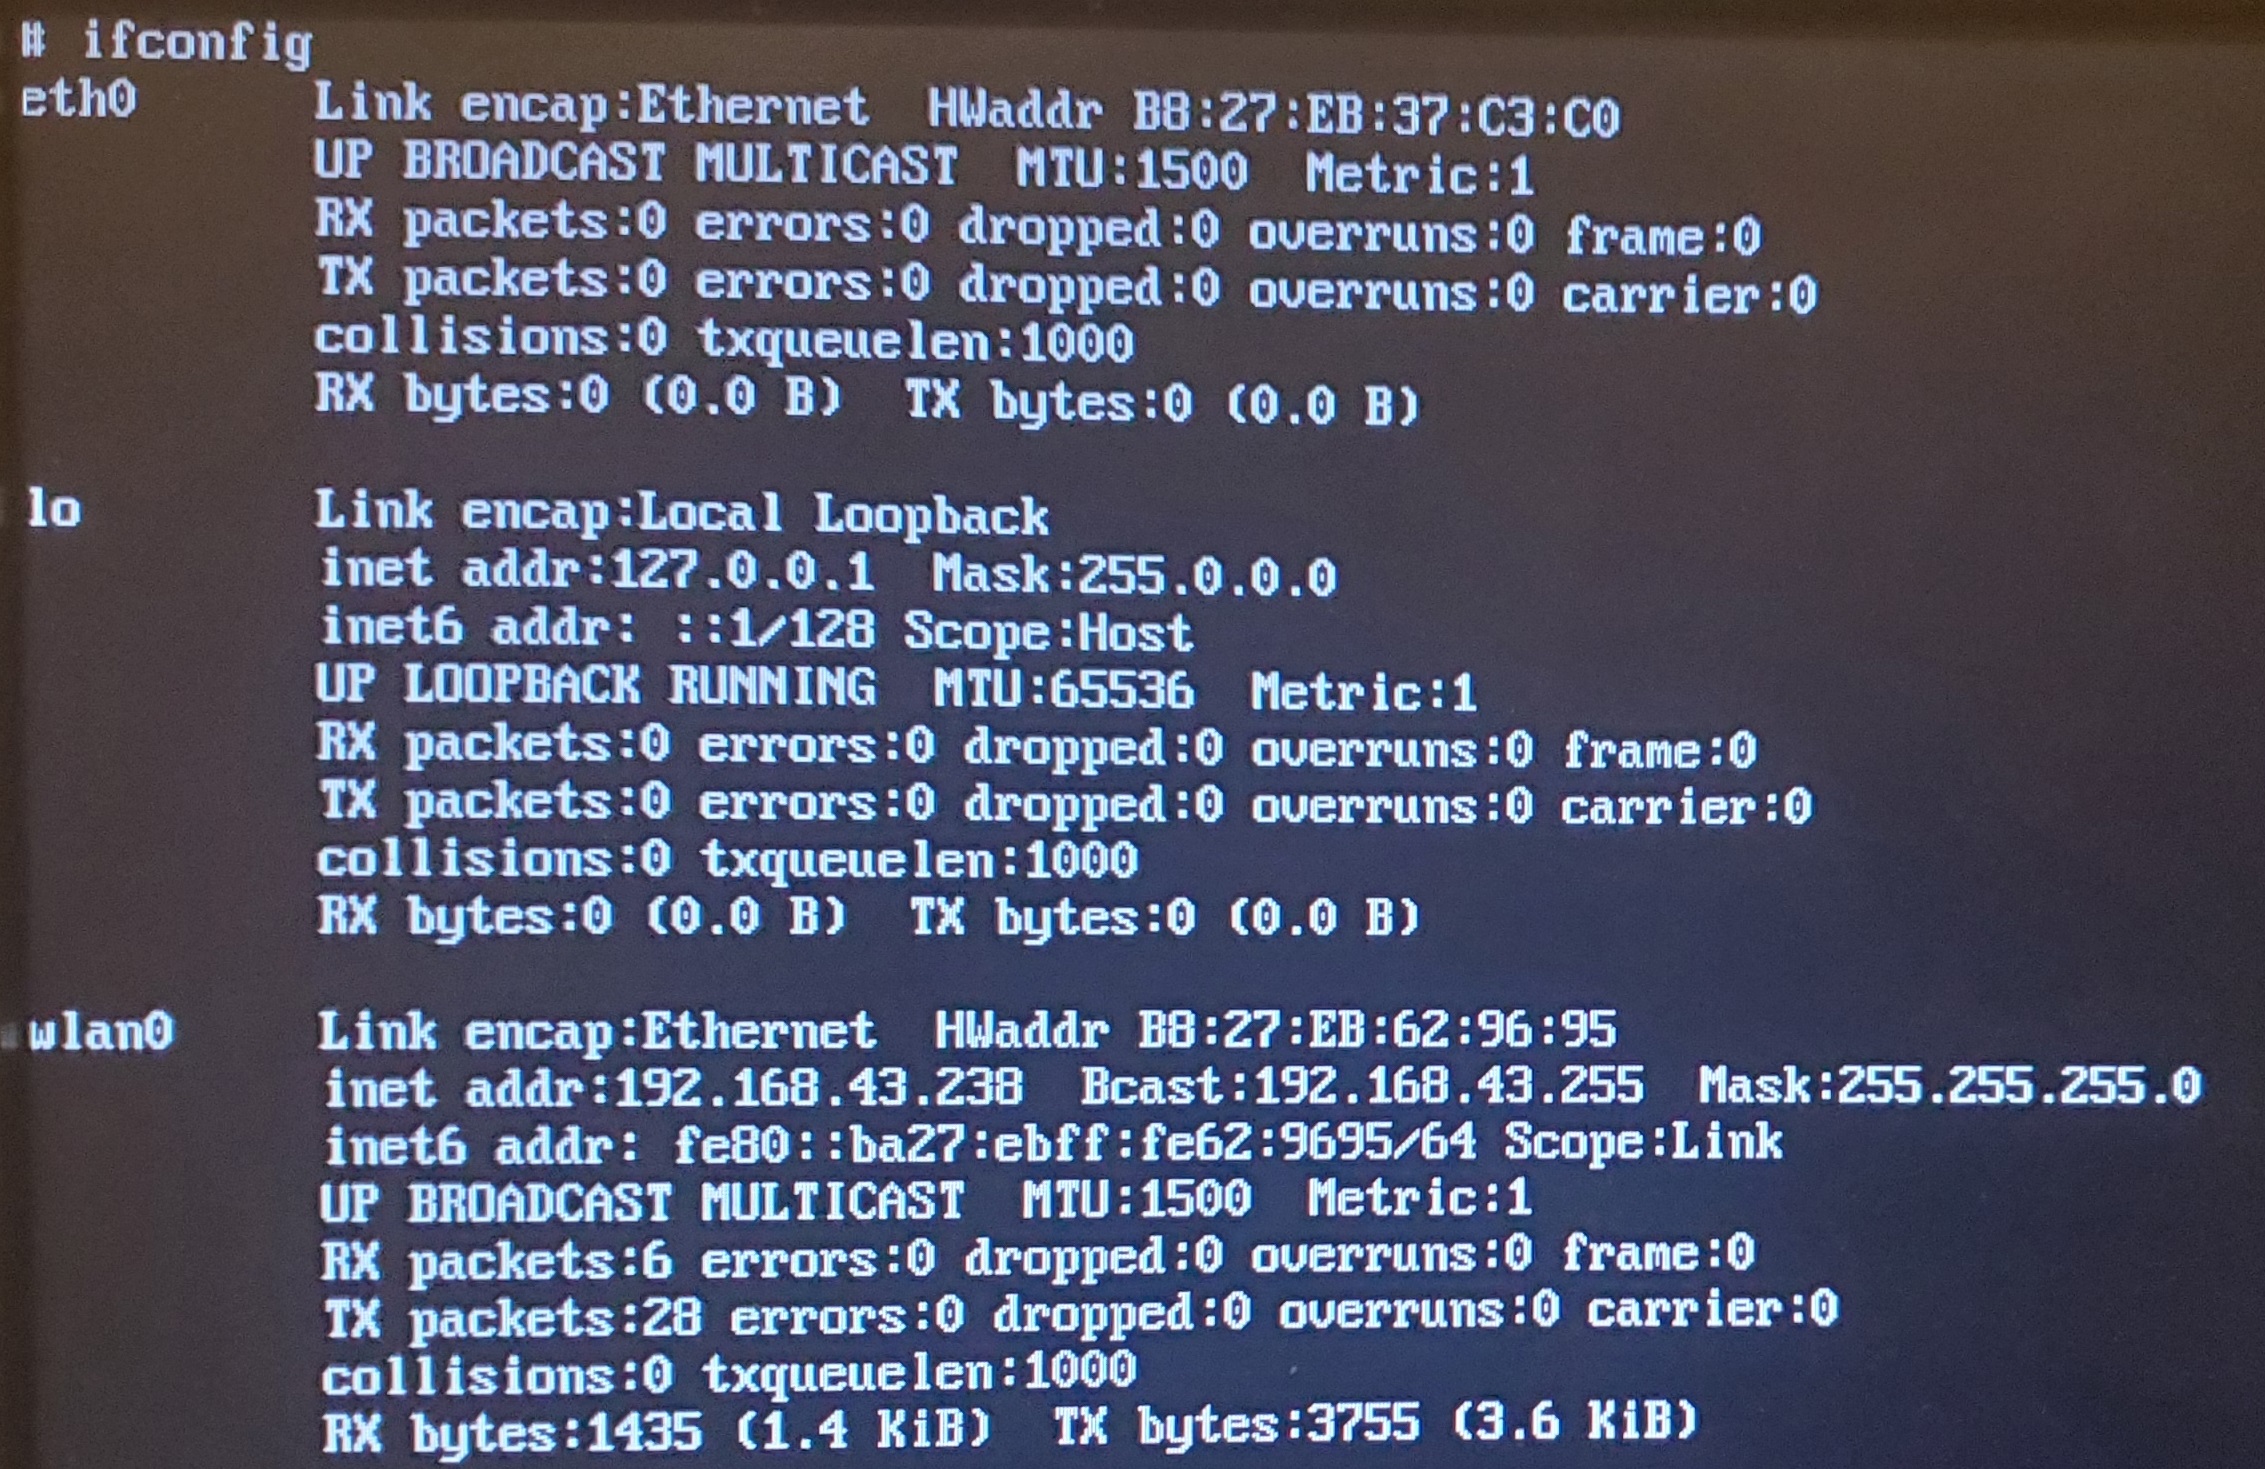 # ifconfig
eth0 Link encap:Ethernet HWaddr B8:27:EB:37:C3:C0
UP BROADCAST MULTICAST MTU:1500 Metric:1
RX packets:0 errors:0 dropped:0 overruns:0 frame:0
TX packets:0 errors:0 dropped:0 overruns:0 carrier:0
collisions:0 txqueuelen:1000
RX bytes:0 (0.0 B) TX bytes:0 (0.0 B)
lo Link encap:Local Loopback
inet addr:127.0.0.1 Mask:255.0.0.0
inet6 addr: ::1/128 Scope:Host
UP LOOPBACK RUNNING MTU:65536 Metric:1
RX packets:0 errors:0 dropped:0 overruns:0 frame:0
TX packets:0 errors:0 dropped:0 overruns:0 carrier:0
collisions:0 txqueuelen:1000
RX bytes:0 (0.0 B) TX bytes:0 (0.0 B)
wlan0 Link encap:Ethernet HWaddr B8:27:EB:62:96:95
inet addr:192.168.43.238 Bcast:192.168.43.255 Mask:255.255.255.0
inet6 addr: fe80::ba27:ebff:fe62:9695/64 Scope:Link
UP BROADCAST MULTICAST MTU:1500 Metric:1
RX packets:6 errors:0 dropped:0 overruns:0 frame:0
TX packets:28 errors:0 dropped:0 overruns:0 carrier:0
collisions:0 txqueuelen:1000
RX bytes:1435 (1.4 KiB) TX bytes:3755 (3.6 KiB)